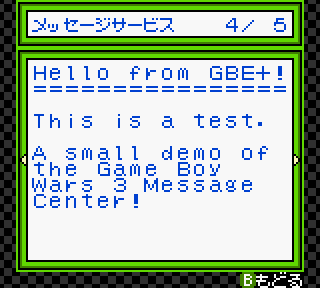 メッセージサービス 4/ 5
Hello from GBE+!
================
This is a test.
A small demo of
the Game Boy
Wars 3 Message
Center!
Bもどる